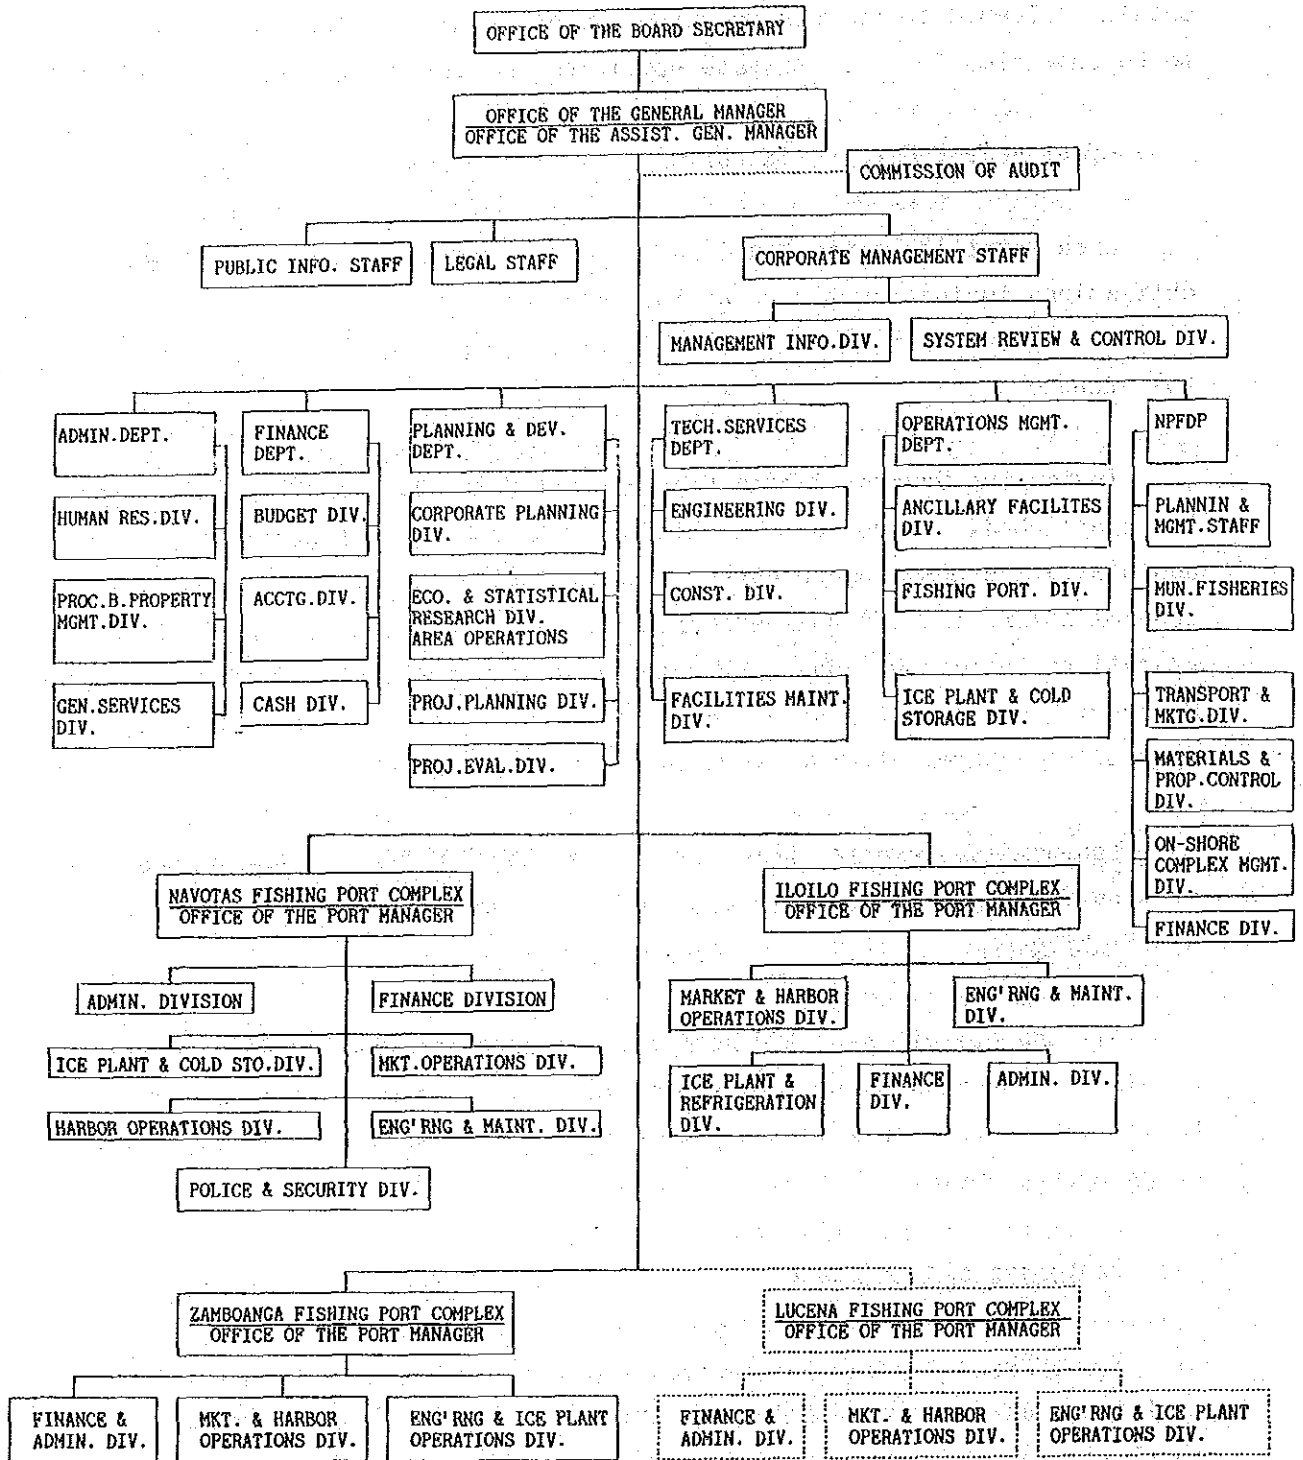 OFFICE OF THE BOARD SECRETARY
OFFICE OF THE GENERAL MANAGER
OFFICE OF THE ASSIST. GEN. MANAGER
COMMISSION OF AUDIT
PUBLIC INFO. STAFF
LEGAL STAFF
CORPORATE MANAGEMENT STAFF
MANAGEMENT INFO.DIV.
SYSTEM REVIEW & CONTROL DIV.
ADMIN.DEPT.
HUMAN RES.DIV.
PROC.B.PROPERTY
MGMT.DIV.
GEN.SERVICES
DIV.
FINANCE
DEPT.
BUDGET DIV.
ACCTG.DIV.
CASH DIV.
PLANNING & DEV.
DEPT.
CORPORATE PLANNING
DIV.
ECO. & STATISTICAL
RESEARCH DIV.
AREA OPERATIONS
PROJ.PLANNING DIV.
PROJ.EVAL.DIV.
TECH.SERVICES
DEPT.
ENGINEERING DIV.
CONST. DIV.
FACILITIES MAINT.
DIV.
OPERATIONS MGMT.
DEPT.
ANCILLARY FACILITES
DIV.
FISHING PORT. DIV.
ICE PLANT & COLD
STORAGE DIV.
NPFDP
PLANNIN &
MGMT.STAFF
MUN.FISHERIES
DIV.
TRANSPORT &
MKTG.DIV.
MATERIALS &
PROP.CONTROL
DIV.
ON-SHORE
COMPLEX MGMT.
DIV.
FINANCE DIV.
NAVOTAS FISHING PORT COMPLEX
OFFICE OF THE PORT MANAGER
ADMIN. DIVISION
FINANCE DIVISION
ICE PLANT & COLD STO.DIV.
MKT.OPERATIONS DIV.
HARBOR OPERATIONS DIV.
ENG'RNG & MAINT. DIV.
POLICE & SECURITY DIV.
ILOILO FISHING PORT COMPLEX
OFFICE OF THE PORT MANAGER
MARKET & HARBOR
OPERATIONS DIV.
ENG'RNG & MAINT.
DIV.
ICE PLANT &
REFRIGERATION
DIV.
FINANCE
DIV.
ADMIN. DIV.
ZAMBOANGA FISHING PORT COMPLEX
OFFICE OF THE PORT MANAGER
FINANCE &
ADMIN. DIV.
MKT. & HARBOR
OPERATIONS DIV.
ENG'RNG & ICE PLANT
OPERATIONS DIV.
LUCENA FISHING PORT COMPLEX
OFFICE OF THE PORT MANAGER
FINANCE &
ADMIN. DIV.
MKT. & HARBOR
OPERATIONS DIV.
ENG'RNG & ICE PLANT
OPERATIONS DIV.